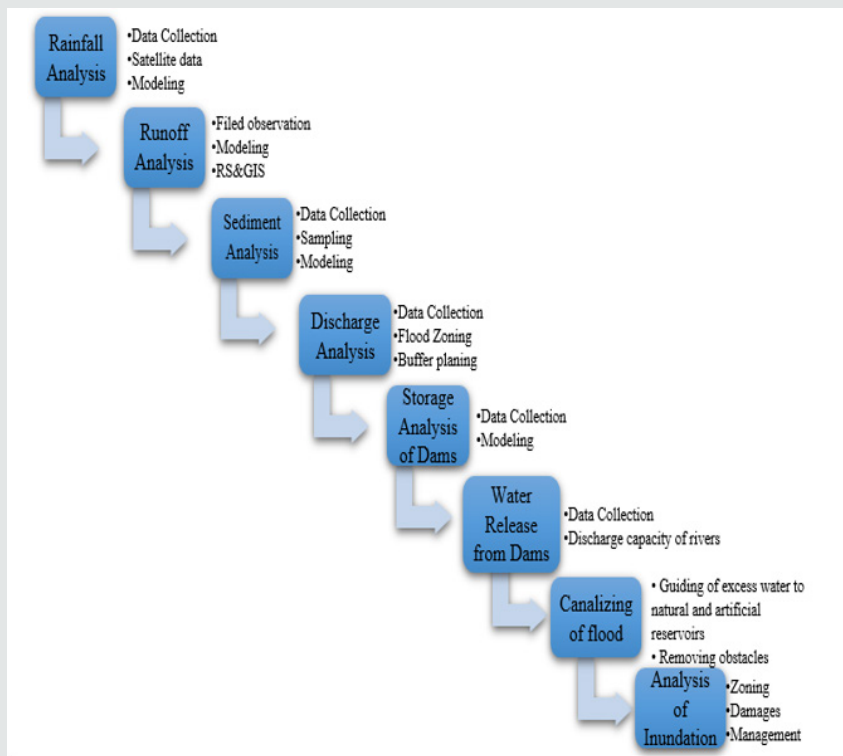 Rainfall
Analysis
•Data Collection
•Satellite data
•Modeling
Runoff
Analysis
•Filed observation
•Modeling
•RS&GIS
Sediment
Analysis
•Data Collection
•Sampling
•Modeling
Discharge
Analysis
•Data Collection
•Flood Zoning
•Buffer planing
Storage
Analysis
of Dams
•Data Collection
•Modeling
Water
Release
from Dams
•Data Collection
•Discharge capacity of rivers
Canalizing
of flood
• Guiding of excess water to
natural and artificial
reservoirs
• Removing obstacles
Analysis
of
Inundation
•Zoning
•Damages
•Management